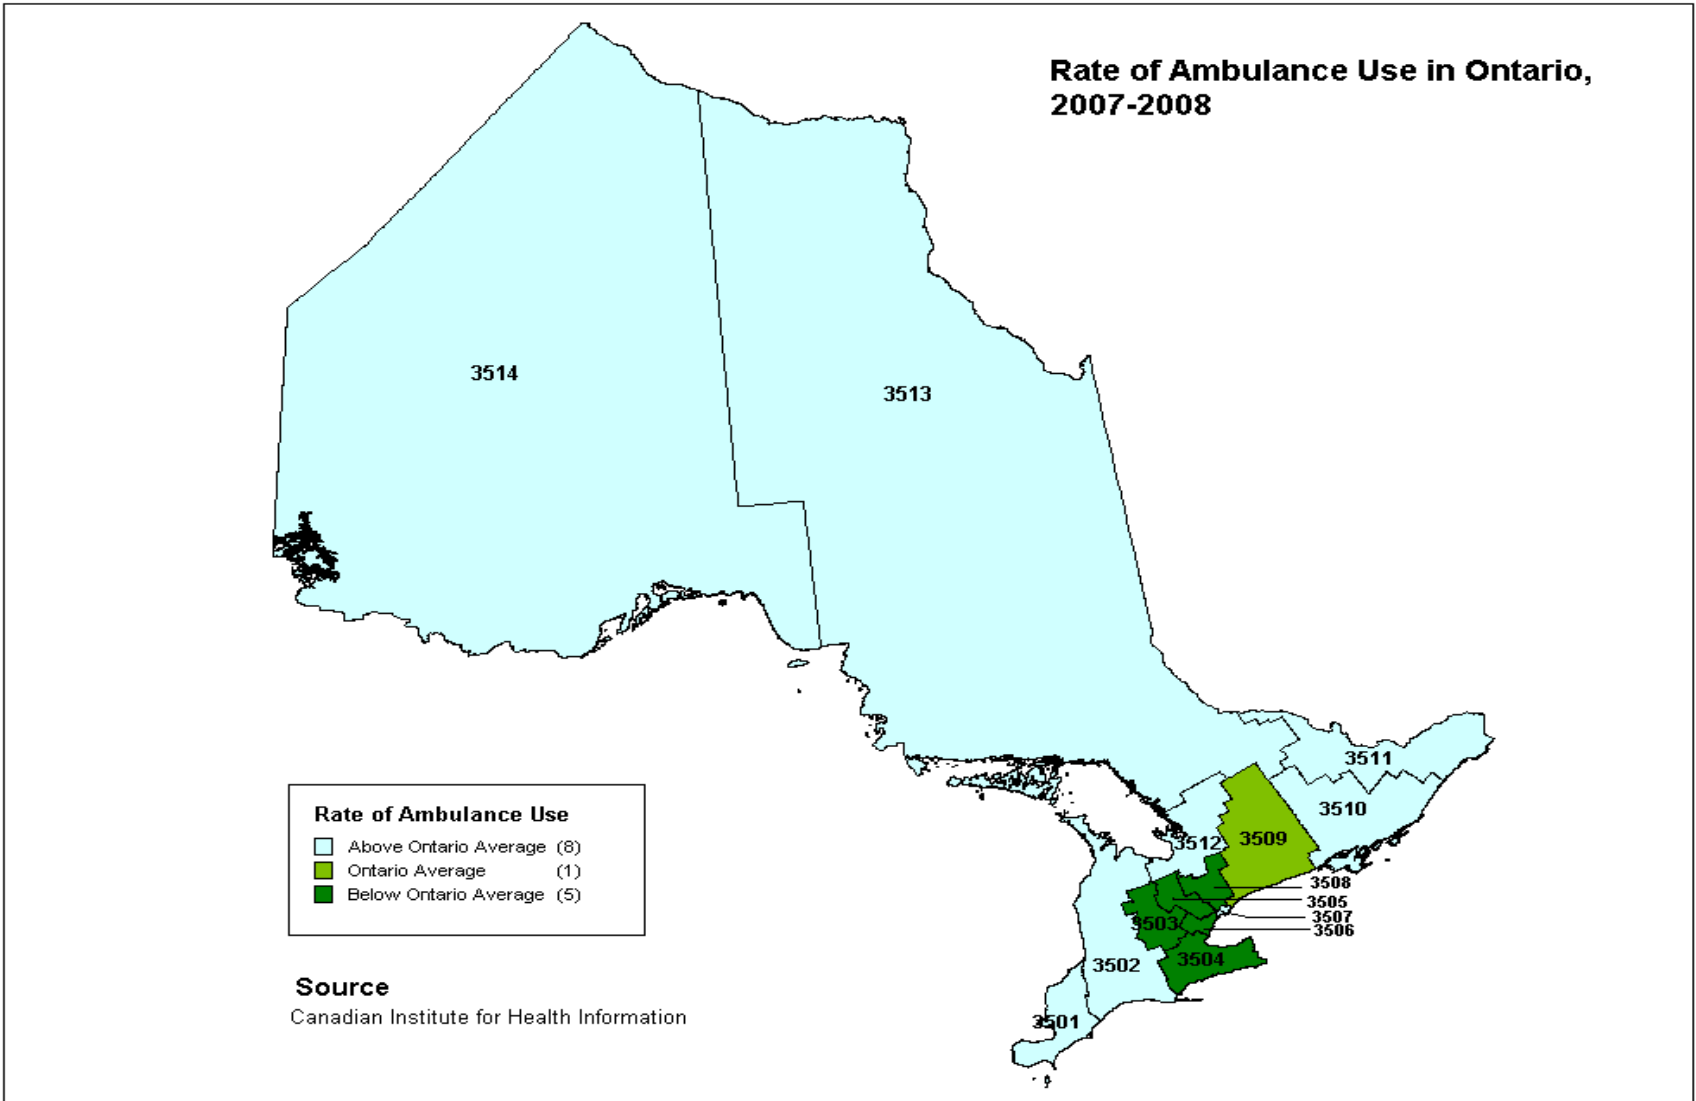 Rate of Ambulance Use in Ontario,
2007-2008
3514
3513
3511
3510
3512
3509
3508
3505
3507
3506
3503
3504
3502
3501
Rate of Ambulance Use
Above Ontario Average (8)
Ontario Average (1)
Below Ontario Average (5)
Source
Canadian Institute for Health Information